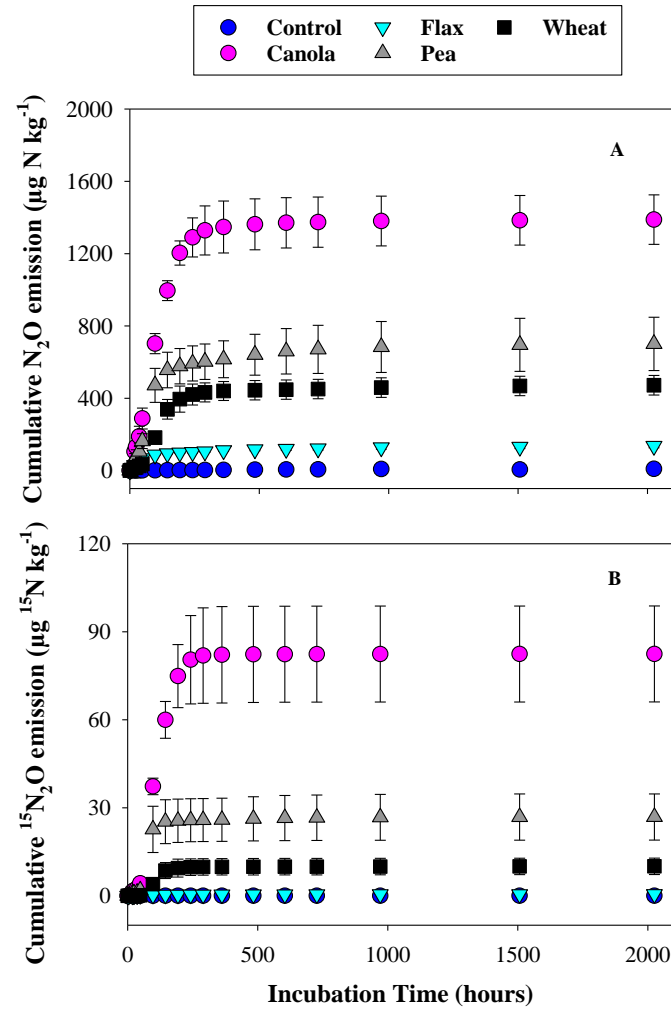 Control Flax Wheat
Canola Pea
Cumulative N₂O emission (µg N kg⁻¹)
2000
1600
1200
800
400
0
A
Cumulative ¹⁵N₂O emission (µg ¹⁵N kg⁻¹)
120
90
60
30
0
B
0 500 1000 1500 2000
Incubation Time (hours)